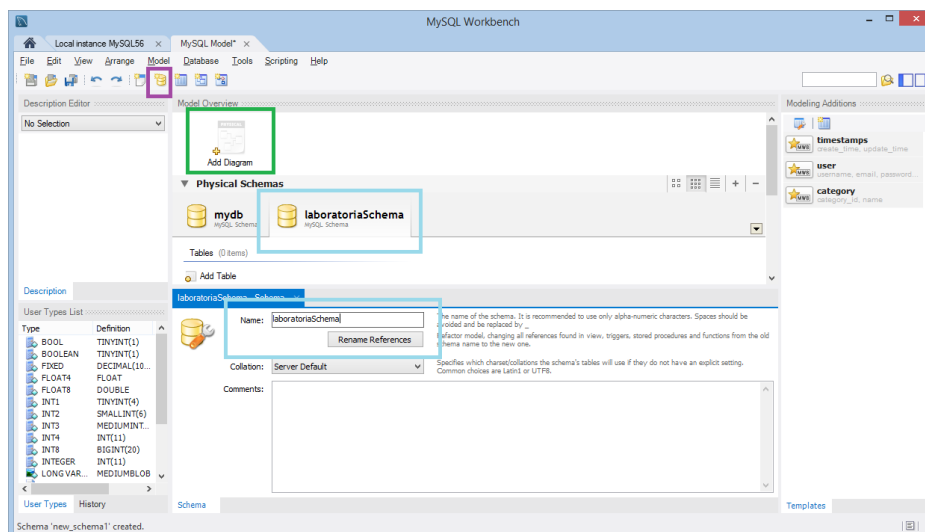 MySQL Workbench
Local instance MySQL56 ×
MySQL Model* ×
File Edit View Arrange Model Database Tools Scripting Help
Description Editor
No Selection
Description
User Types List
Type Definition
BOOL TINYINT(1)
BOOLEAN TINYINT(1)
FIXED DECIMAL(10...
FLOAT4 FLOAT
FLOAT8 DOUBLE
INT1 TINYINT(4)
INT2 SMALLINT(6)
INT3 MEDIUMINT...
INT4 INT(11)
INT8 BIGINT(20)
INTEGER INT(11)
LONG VAR... MEDIUMBLOB
User Types History
Model Overview
Add Diagram
Physical Schemas
mydb
MySQL Schema
laboratoriaSchema
MySQL Schema
Tables (0 items)
Add Table
laboratoriaSchema - Schema ×
Name: laboratoriaSchema
Rename References
The name of the schema. It is recommended to use only alpha-numeric characters. Spaces should be
avoided and be replaced by _
Refactor model, changing all references found in view, triggers, stored procedures and functions from the old
schema name to the new one.
Collation: Server Default
Specifies which charset/collations the schema's tables will use if they do not have an explicit setting.
Common choices are Latin1 or UTF8.
Comments:
Schema
Modeling Additions
timestamps
create_time, update_time
user
username, email, password...
category
category_id, name
Templates
Schema 'new_schema1' created.